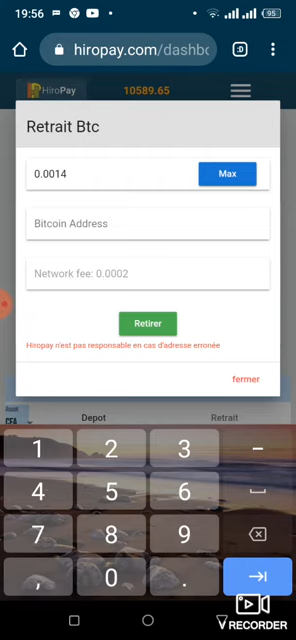 19:56
95
hiropay.com/dashbo
:D
HiroPay
10589.65
Retrait Btc
0.0014
Max
Bitcoin Address
Network fee: 0.0002
Retirer
Hiropay n'est pas responsable en cas d'adresse erronée
fermer
Asset
CFA
Depot
Retrait
1 2 3 −
4 5 6
7 8 9
, 0 .
RECORDER